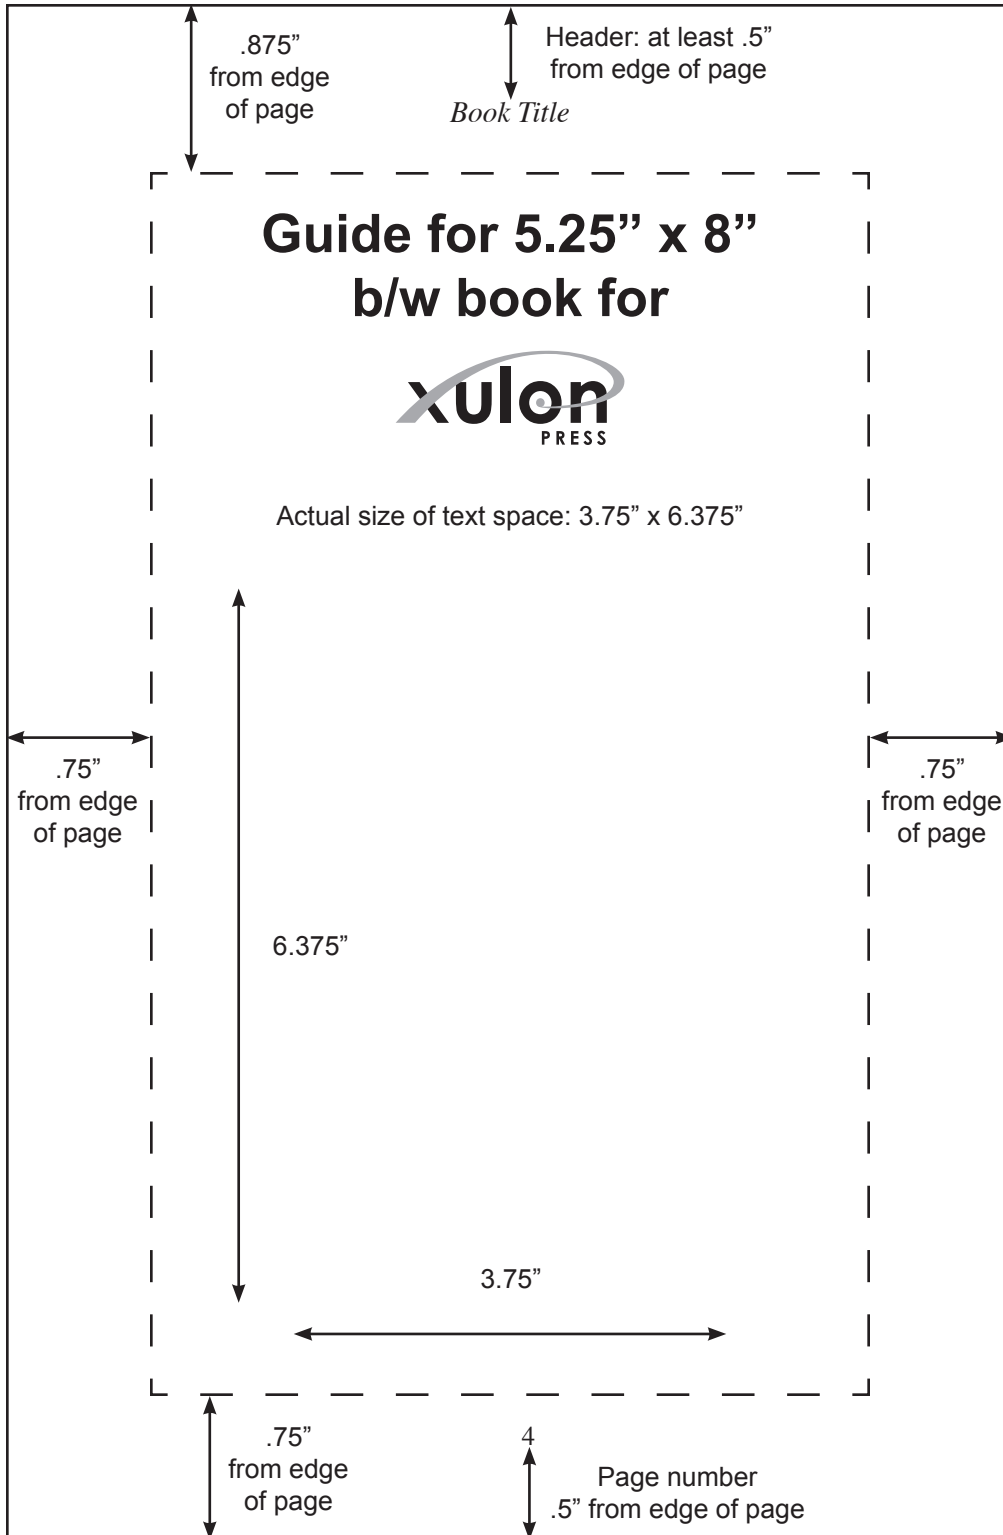 .875”
from edge
of page
Header: at least .5”
from edge of page
Book Title
Guide for 5.25” x 8”
b/w book for
xulon
PRESS
Actual size of text space: 3.75” x 6.375”
.75”
from edge
of page
.75”
from edge
of page
6.375”
3.75”
.75”
from edge
of page
4
Page number
.5” from edge of page